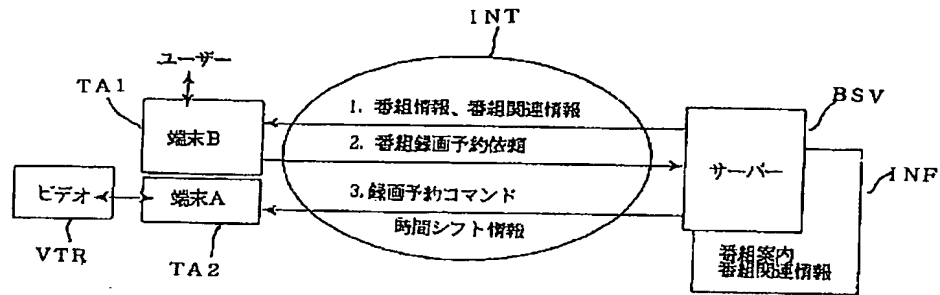 INT
ユーザー
TA1
BSV
端末B
1. 番組情報、番組関連情報
2. 番組録画予約依頼
サーバー
INF
ビデオ
端末A
3.録画予約コマンド
時間シフト情報
VTR
TA2
番組案内
番組関連情報